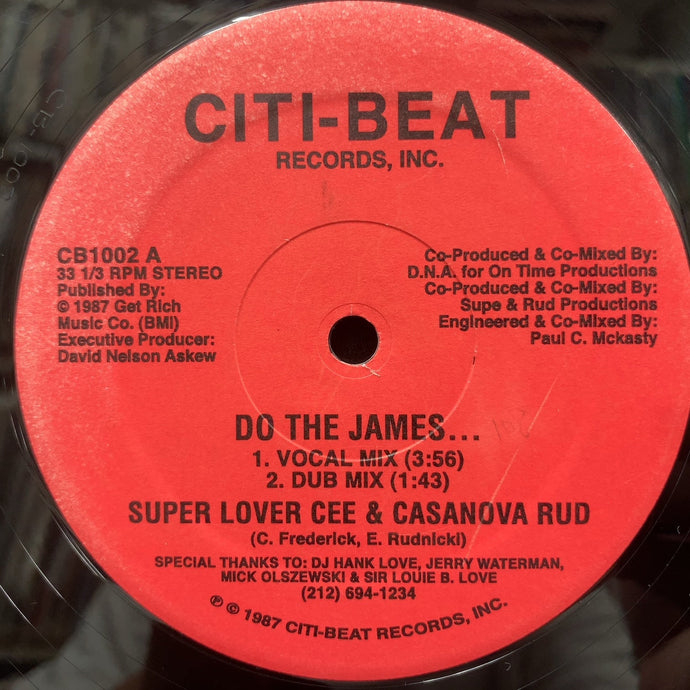 CITI-BEAT
RECORDS, INC.
CB1002 A
33 1/3 RPM STEREO
Published By:
© 1987 Get Rich
Music Co. (BMI)
Executive Producer:
David Nelson Askew
Co-Produced & Co-Mixed By:
D.N.A. for On Time Productions
Co-Produced & Co-Mixed By:
Supe & Rud Productions
Engineered & Co-Mixed By:
Paul C. Mckasty
DO THE JAMES...
1. VOCAL MIX (3:56)
2. DUB MIX (1:43)
SUPER LOVER CEE & CASANOVA RUD
(C. Frederick, E. Rudnicki)
SPECIAL THANKS TO: DJ HANK LOVE, JERRY WATERMAN,
MICK OLSZEWSKI & SIR LOUIE B. LOVE
(212) 694-1234
℗ © 1987 CITI-BEAT RECORDS, INC.